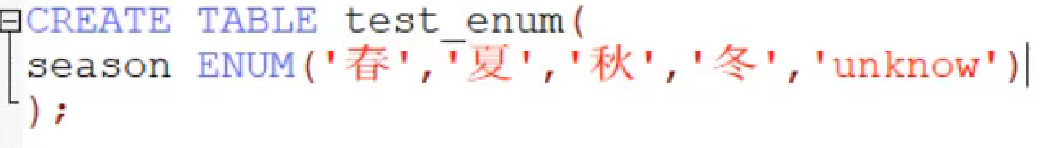 CREATE TABLE test_enum(
season ENUM('春','夏','秋','冬','unknow')
);